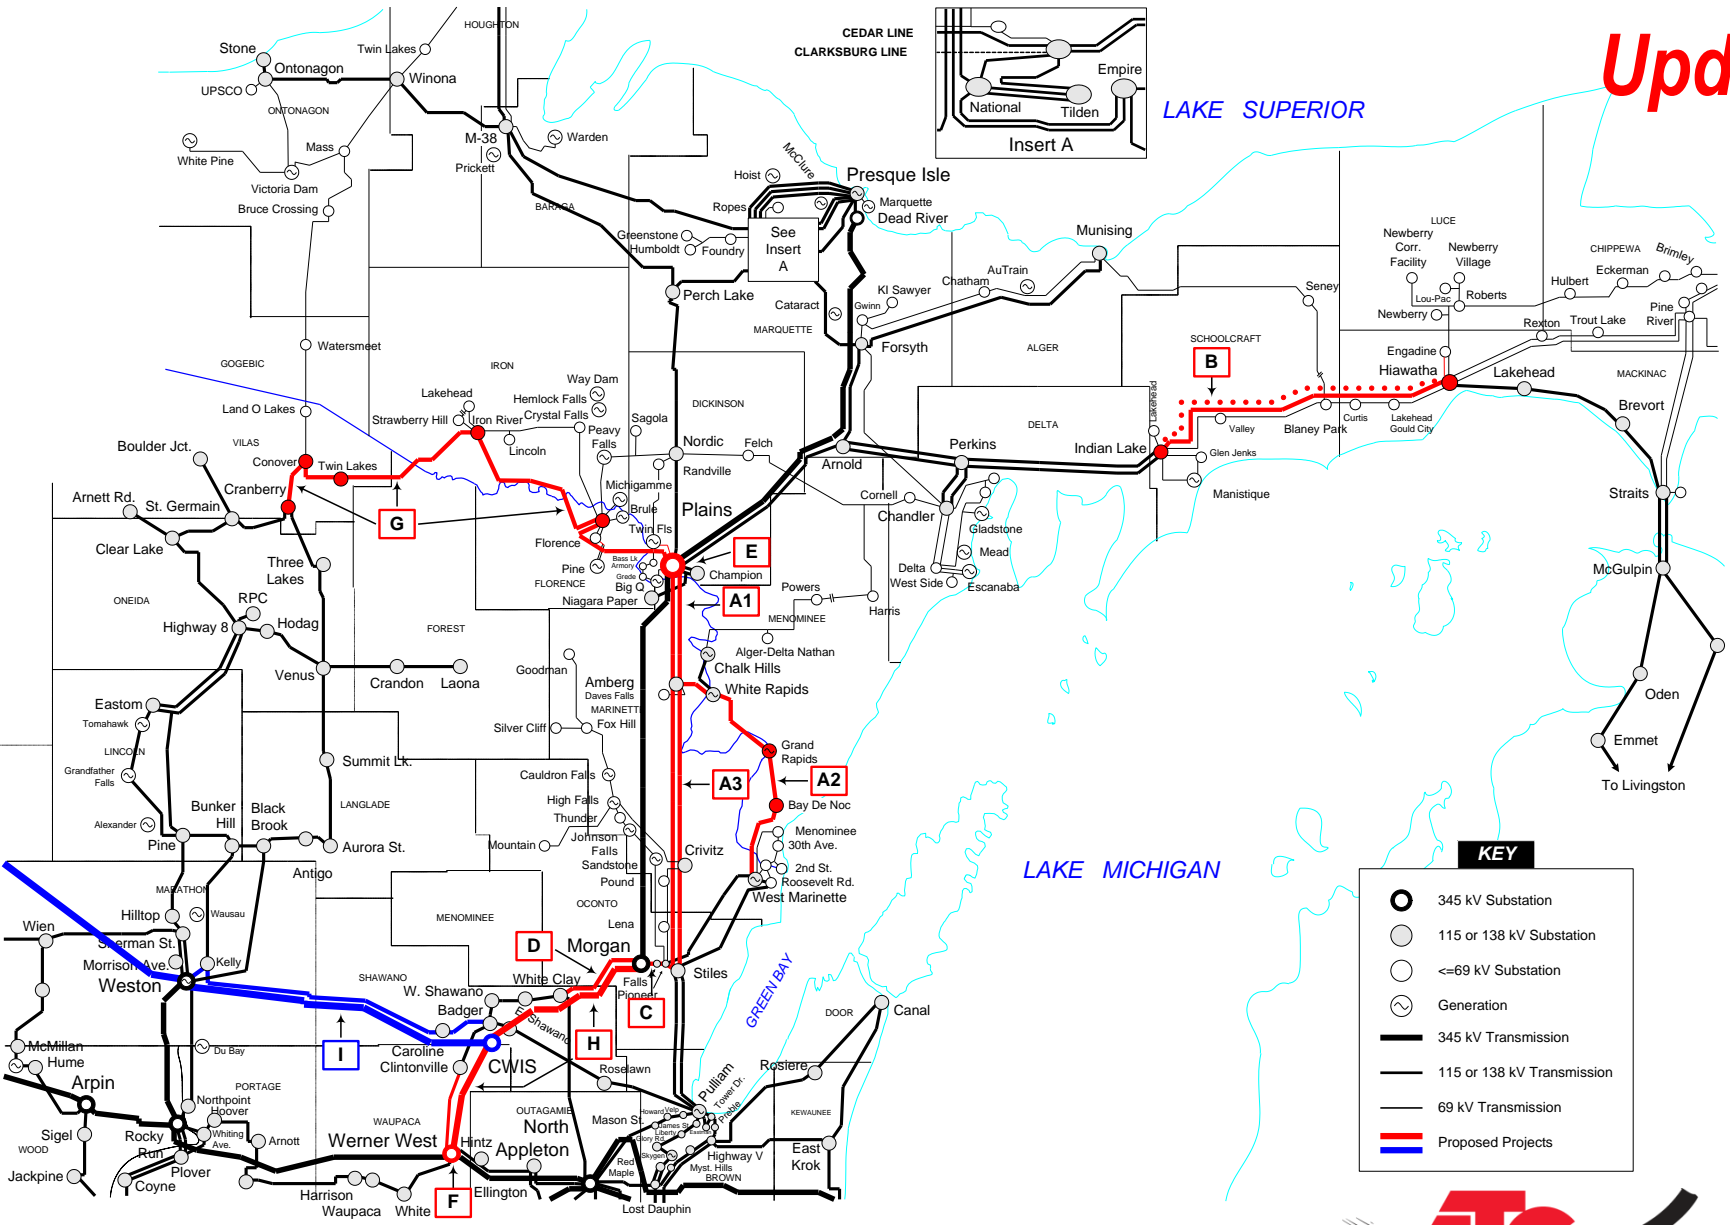 HOUGHTON
CEDAR LINE
CLARKSBURG LINE
Upd
Stone
Twin Lakes
Ontonagon
Winona
UPSCO
ONTONAGON
Empire
National
Tilden
Insert A
LAKE SUPERIOR
White Pine
Mass
M-38
Prickett
Warden
Victoria Dam
Bruce Crossing
BARAGA
McClure
Hoist
Presque Isle
Ropes
Marquette
Dead River
Greenstone
Humboldt
Foundry
See
Insert
A
Munising
LUCE
Newberry
Corr.
Facility
Newberry
Village
CHIPPEWA
Brimley
Perch Lake
Cataract
MARQUETTE
KI Sawyer
Gwinn
Chatham
AuTrain
Seney
Lou-Pac
Roberts
Newberry
Hulbert
Eckerman
Pine
River
Rexton
Trout Lake
Watersmeet
Forsyth
ALGER
SCHOOLCRAFT
Engadine
Hiawatha
Lakehead
MACKINAC
GOGEBIC
IRON
B
Way Dam
Hemlock Falls
Crystal Falls
Lakehead
Strawberry Hill
Iron River
Lincoln
Peavy
Falls
Sagola
DICKINSON
Land O Lakes
VILAS
Boulder Jct.
Nordic
Felch
Randville
Arnold
DELTA
Perkins
Lakehead
Indian Lake
Valley
Blaney Park
Curtis
Lakehead
Gould City
Brevort
Glen Jenks
Manistique
Straits
Conover
Twin Lakes
Cranberry
Arnett Rd.
St. Germain
G
Michigamme
Brule
Plains
Cornell
Chandler
Gladstone
Clear Lake
Three
Lakes
Florence
Twin Fls
Bass Lk.
Armory
Grede
Pine
FLORENCE
Big Q
Niagara Paper
E
Champion
A1
Powers
Harris
MENOMINEE
Mead
Delta
West Side
Escanaba
McGulpin
ONEIDA
RPC
Highway 8
Hodag
FOREST
Alger-Delta Nathan
Chalk Hills
Goodman
Amberg
Daves Falls
MARINETTE
White Rapids
Venus
Crandon
Laona
Oden
Eastom
Tomahawk
LINCOLN
Grandfather
Falls
Silver Cliff
Fox Hill
Summit Lk.
Cauldron Falls
Grand
Rapids
A3
A2
Bay De Noc
Emmet
To Livingston
Bunker
Hill
Black
Brook
LANGLADE
Alexander
Pine
Aurora St.
Antigo
High Falls
Thunder
Johnson
Falls
Mountain
Sandstone
Crivitz
Pound
Menominee
30th Ave.
2nd St.
Roosevelt Rd.
West Marinette
LAKE MICHIGAN
KEY
345 kV Substation
115 or 138 kV Substation
<=69 kV Substation
Generation
345 kV Transmission
115 or 138 kV Transmission
69 kV Transmission
Proposed Projects
MARATHON
Hilltop
Wausau
Wien
Sherman St.
Morrison Ave.
Kelly
Weston
MENOMINEE
OCONTO
Lena
D
Morgan
SHAWANO
W. Shawano
White Clay
Falls
Pioneer
Stiles
Badger
E. Shawano
C
GREEN BAY
DOOR
Canal
McMillan
Hume
Du Bay
I
Caroline
Clintonville
CWIS
H
Roselawn
Rosiere
Arpin
PORTAGE
Northpoint
Hoover
Whiting
Ave.
Rocky
Run
Plover
Coyne
Sigel
WOOD
Jackpine
Arnott
WAUPACA
Werner West
Hintz
OUTAGAMIE
North
Appleton
Mason St.
Pulliam
Tower Dr.
Preble
Howard
Velp
James St.
Liberty
Glory Rd.
Eastman
Skygen
KEWAUNEE
East
Krok
Highway V
Red
Maple
Myst. Hills
BROWN
Harrison
Waupaca
White
F
Ellington
Lost Dauphin
ATC